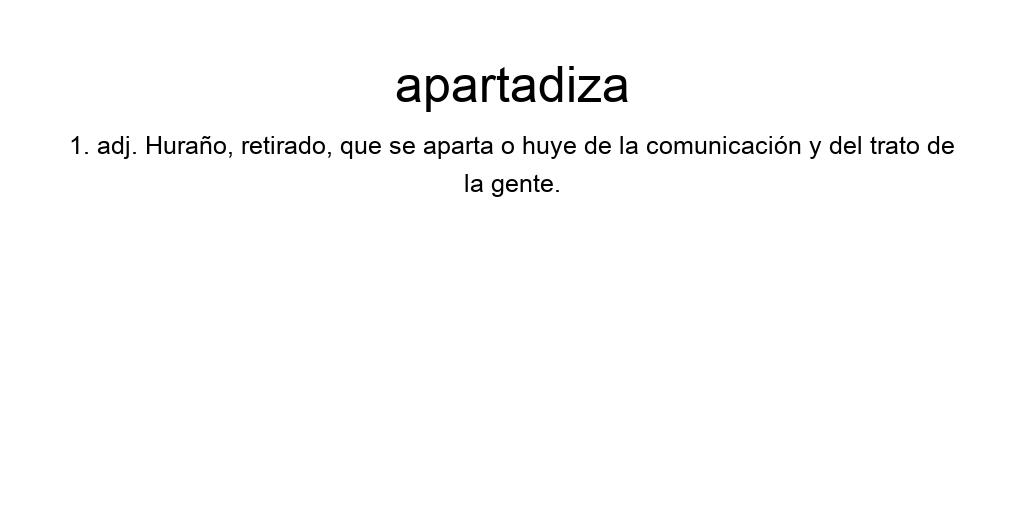 apartadiza
1. adj. Huraño, retirado, que se aparta o huye de la comunicación y del trato de
la gente.